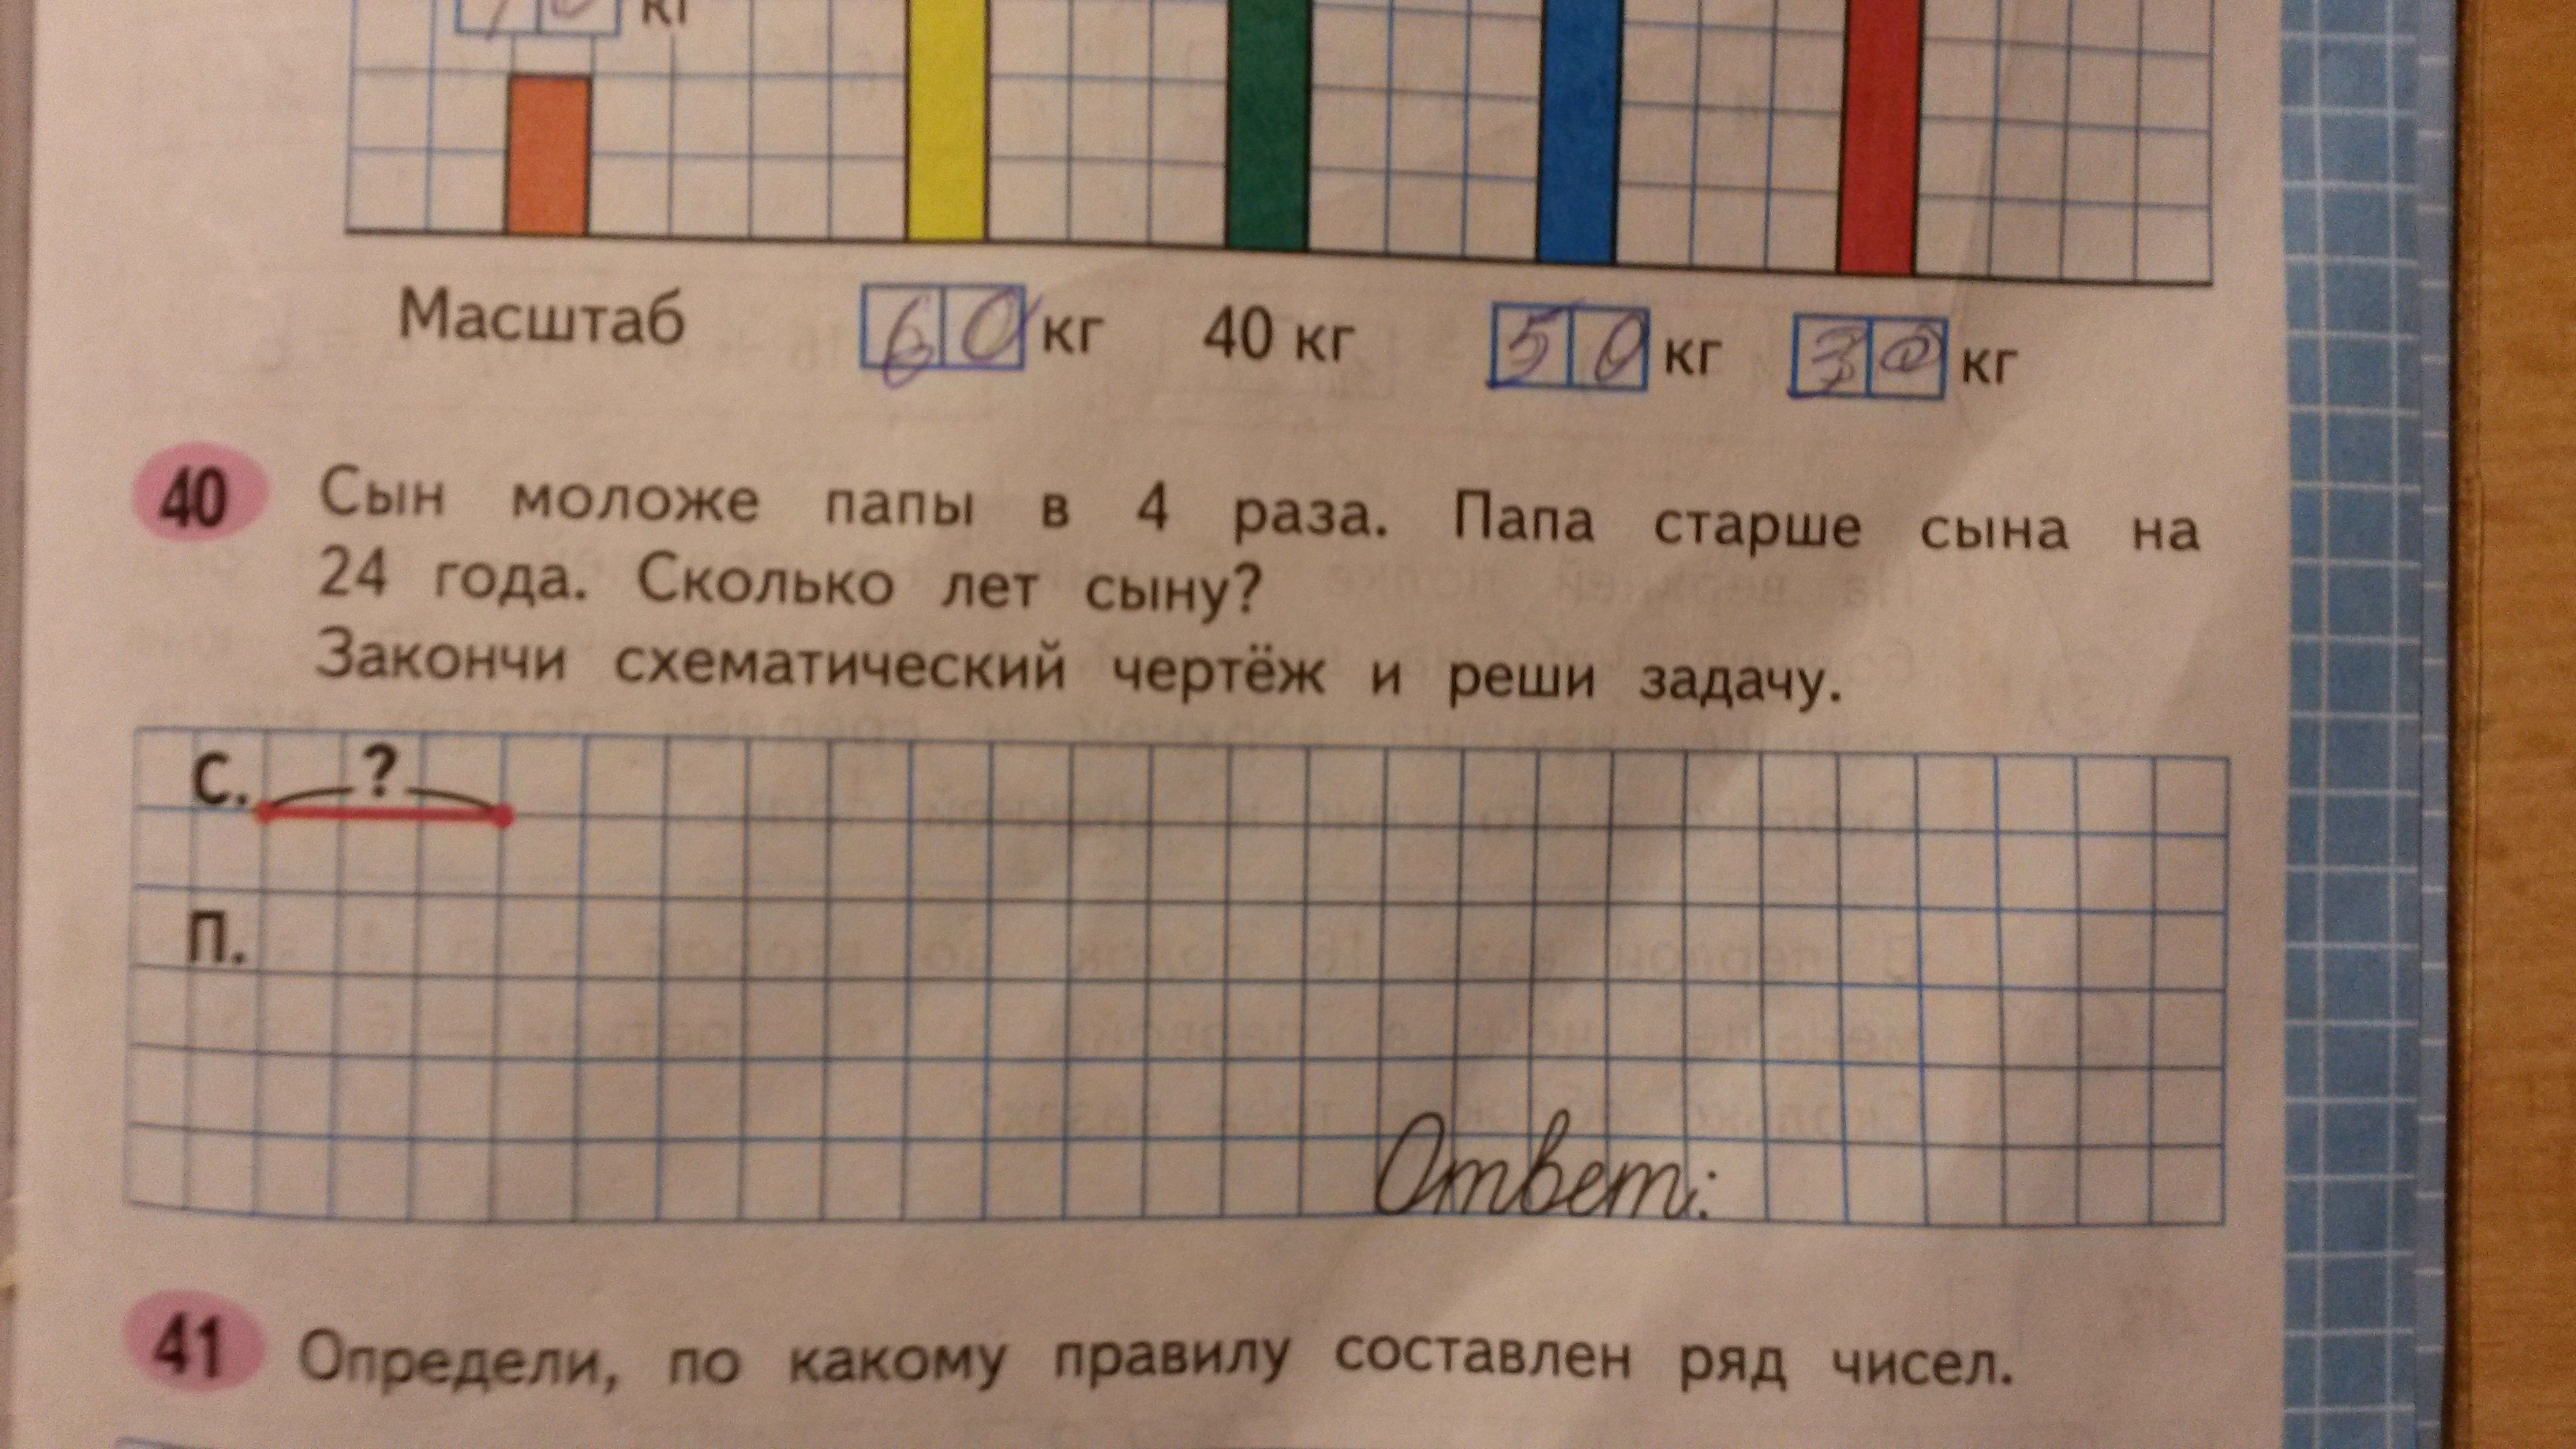 кг
Масштаб 60 кг 40 кг 50 кг 30 кг
40 Сын моложе папы в 4 раза. Папа старше сына на
24 года. Сколько лет сыну?
Закончи схематический чертёж и реши задачу.
С. ?
П.
Ответ:
41 Определи, по какому правилу составлен ряд чисел.